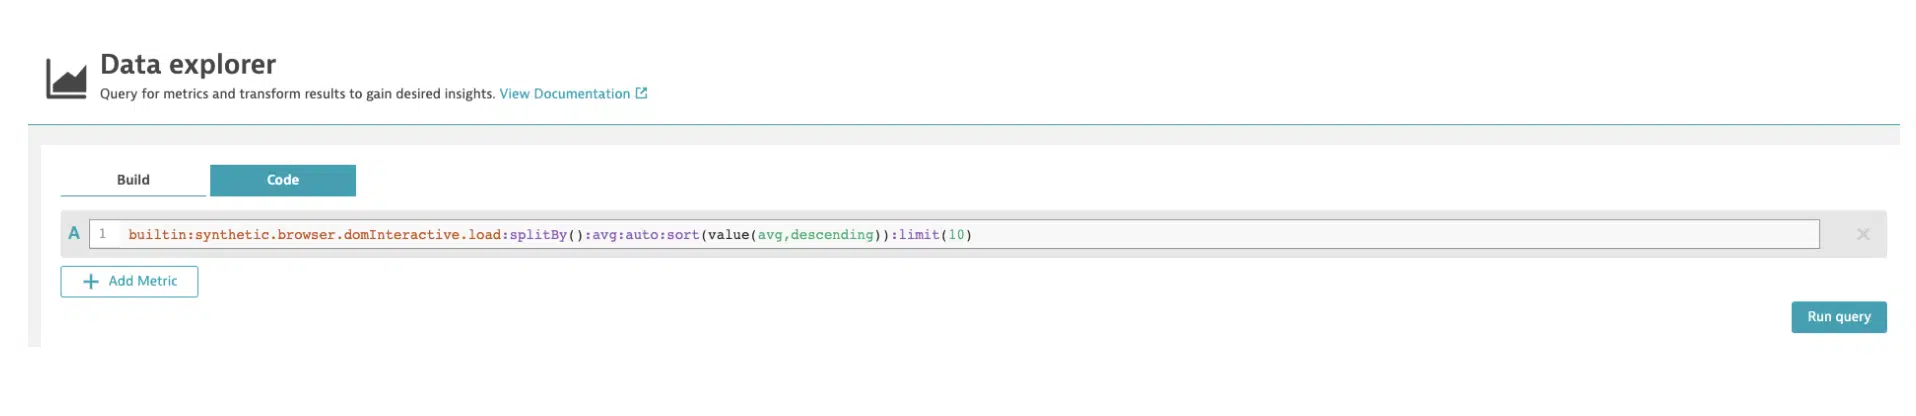 Data explorer
Query for metrics and transform results to gain desired insights. View Documentation
Build
Code
A
1 builtin:synthetic.browser.domInteractive.load:splitBy():avg:auto:sort(value(avg,descending)):limit(10)
Add Metric
Run query